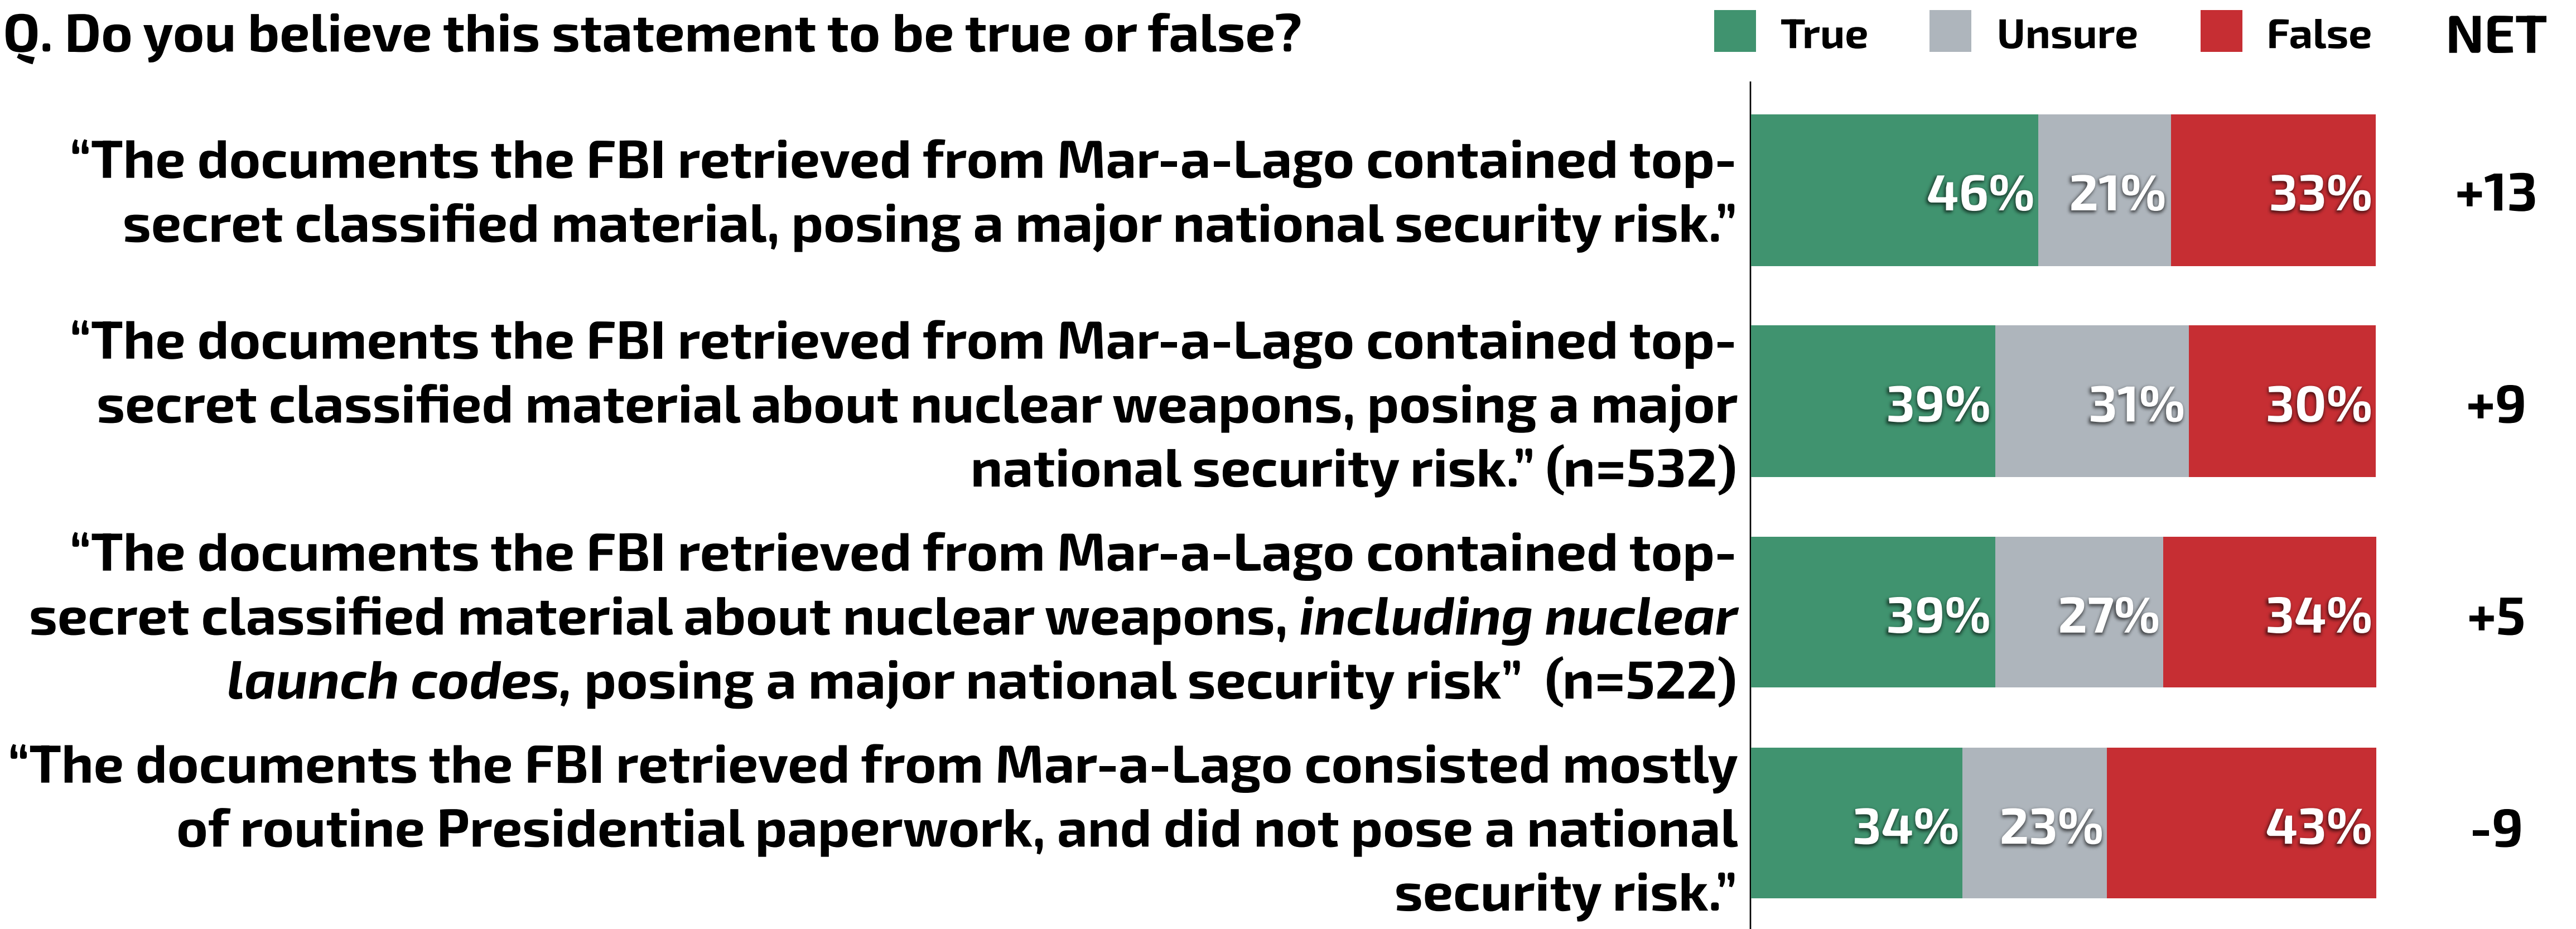 Q. Do you believe this statement to be true or false?
True
Unsure
False
NET
“The documents the FBI retrieved from Mar-a-Lago contained top-
secret classified material, posing a major national security risk.”
46%
21%
33%
+13
“The documents the FBI retrieved from Mar-a-Lago contained top-
secret classified material about nuclear weapons, posing a major
national security risk.” (n=532)
39%
31%
30%
+9
“The documents the FBI retrieved from Mar-a-Lago contained top-
secret classified material about nuclear weapons, including nuclear
launch codes, posing a major national security risk”  (n=522)
39%
27%
34%
+5
“The documents the FBI retrieved from Mar-a-Lago consisted mostly
of routine Presidential paperwork, and did not pose a national
security risk.”
34%
23%
43%
-9